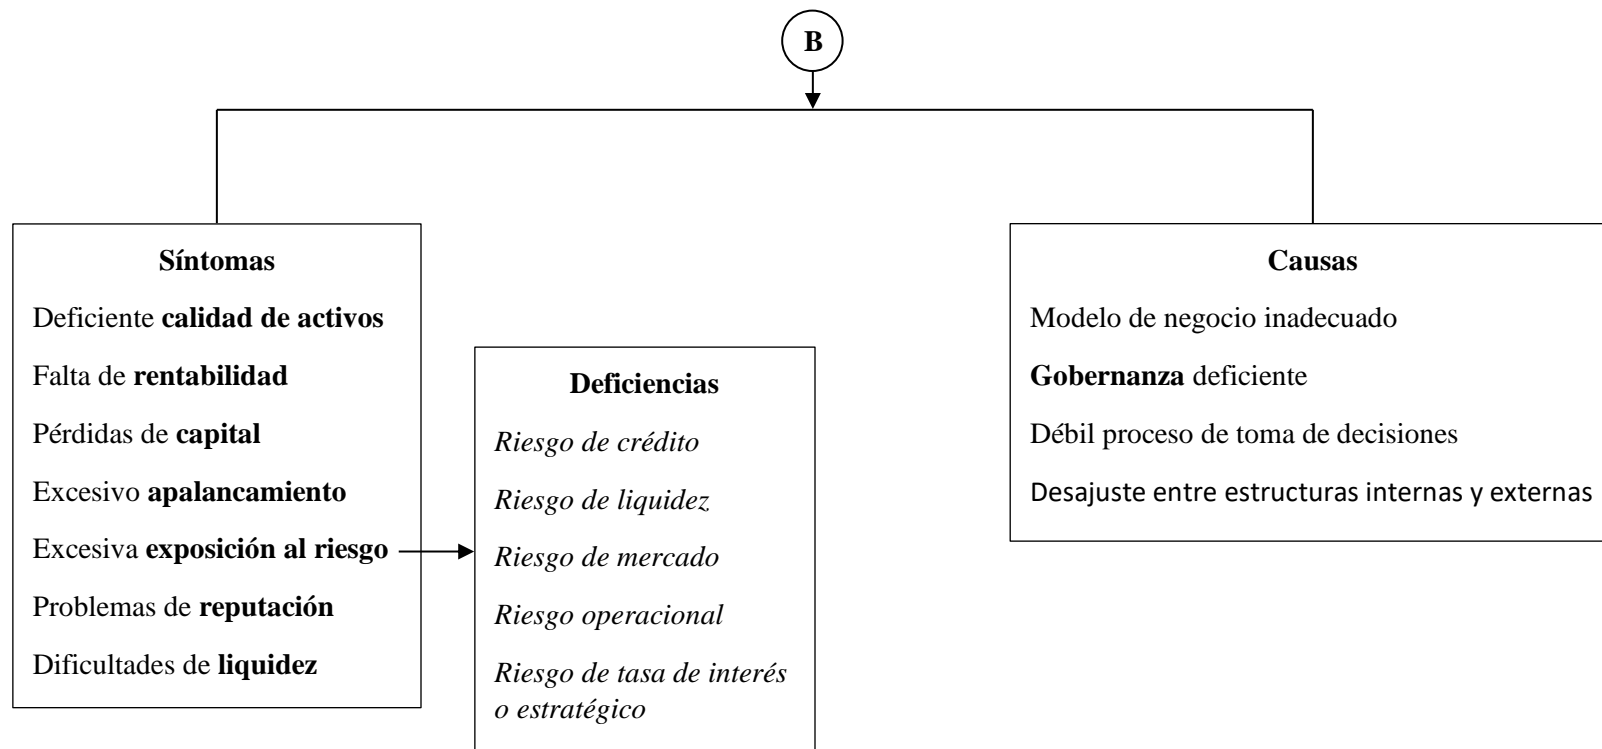 B
Síntomas
Deficiente calidad de activos
Falta de rentabilidad
Pérdidas de capital
Excesivo apalancamiento
Excesiva exposición al riesgo
Problemas de reputación
Dificultades de liquidez
Deficiencias
Riesgo de crédito
Riesgo de liquidez
Riesgo de mercado
Riesgo operacional
Riesgo de tasa de interés
o estratégico
Causas
Modelo de negocio inadecuado
Gobernanza deficiente
Débil proceso de toma de decisiones
Desajuste entre estructuras internas y externas